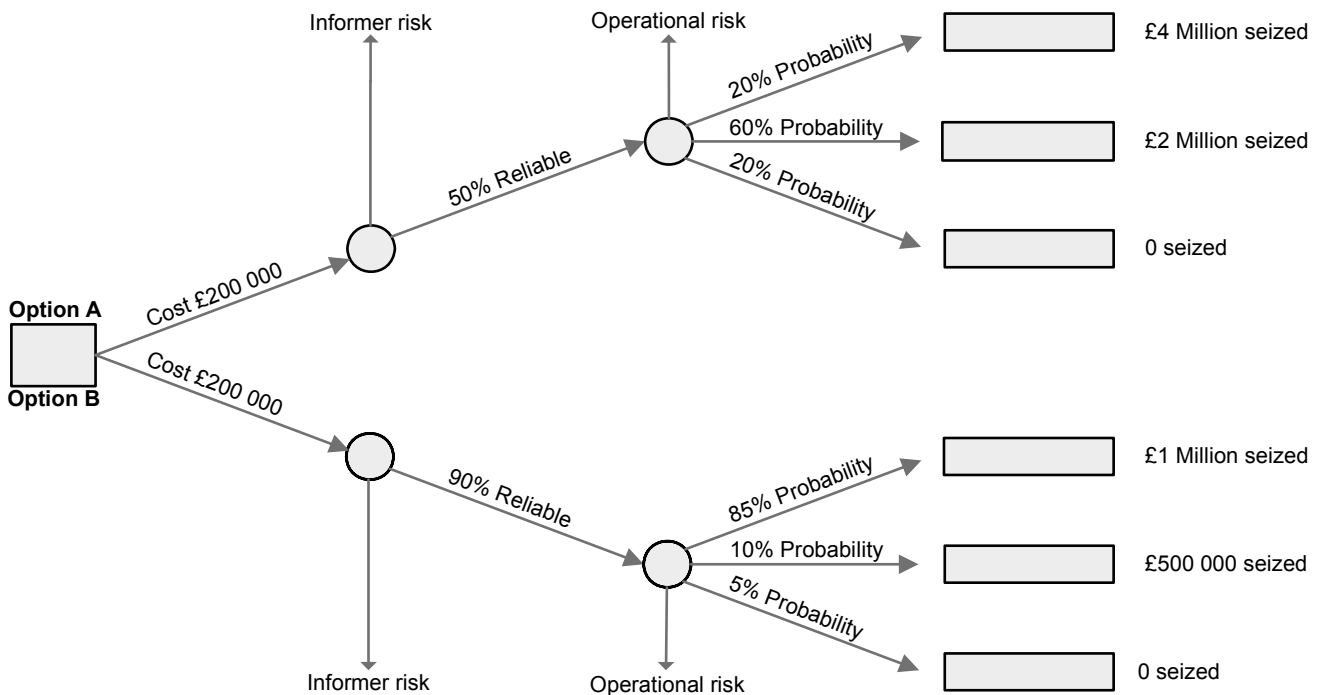 Informer risk
Operational risk
20% Probability
£4 Million seized
60% Probability
£2 Million seized
20% Probability
0 seized
50% Reliable
Cost £200 000
Option A
Option B
Cost £200 000
90% Reliable
85% Probability
£1 Million seized
10% Probability
£500 000 seized
5% Probability
0 seized
Informer risk
Operational risk